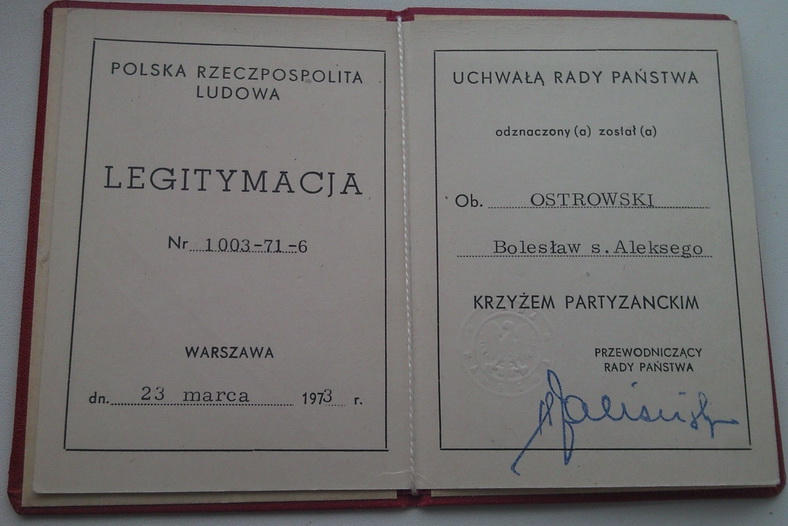 POLSKA RZECZPOSPOLITA
LUDOWA
LEGITYMACJA
Nr 1003-71-6
WARSZAWA
dn. 23 marca 1973 r.
UCHWAŁĄ RADY PAŃSTWA
odznaczony (a) został (a)
Ob. OSTROWSKI
Bolesław s. Aleksego
KRZYŻEM PARTYZANCKIM
PRZEWODNICZĄCY
RADY PAŃSTWA